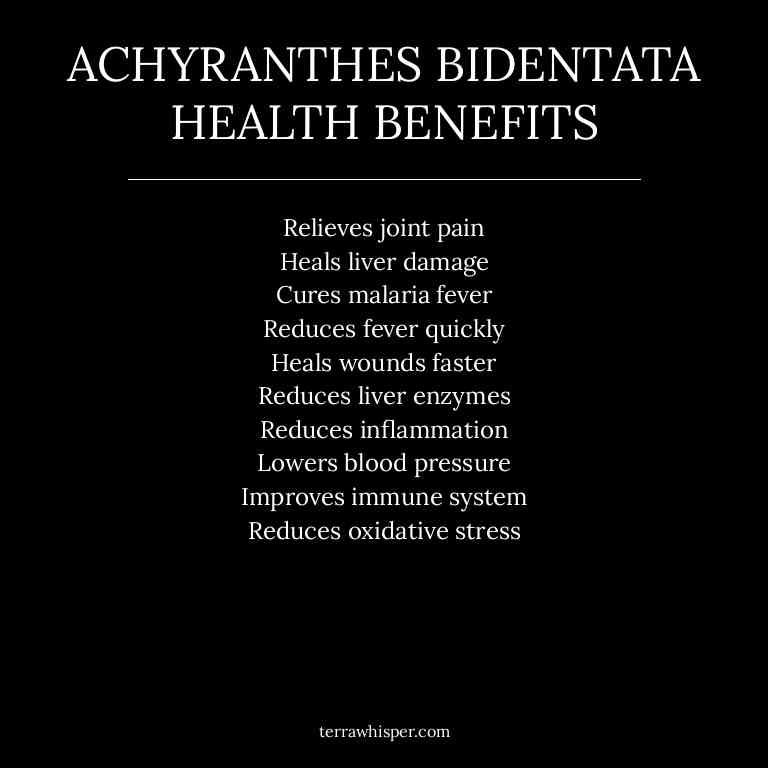 ACHYRANTHES BIDENTATA
HEALTH BENEFITS
Relieves joint pain
Heals liver damage
Cures malaria fever
Reduces fever quickly
Heals wounds faster
Reduces liver enzymes
Reduces inflammation
Lowers blood pressure
Improves immune system
Reduces oxidative stress
terrawhisper.com